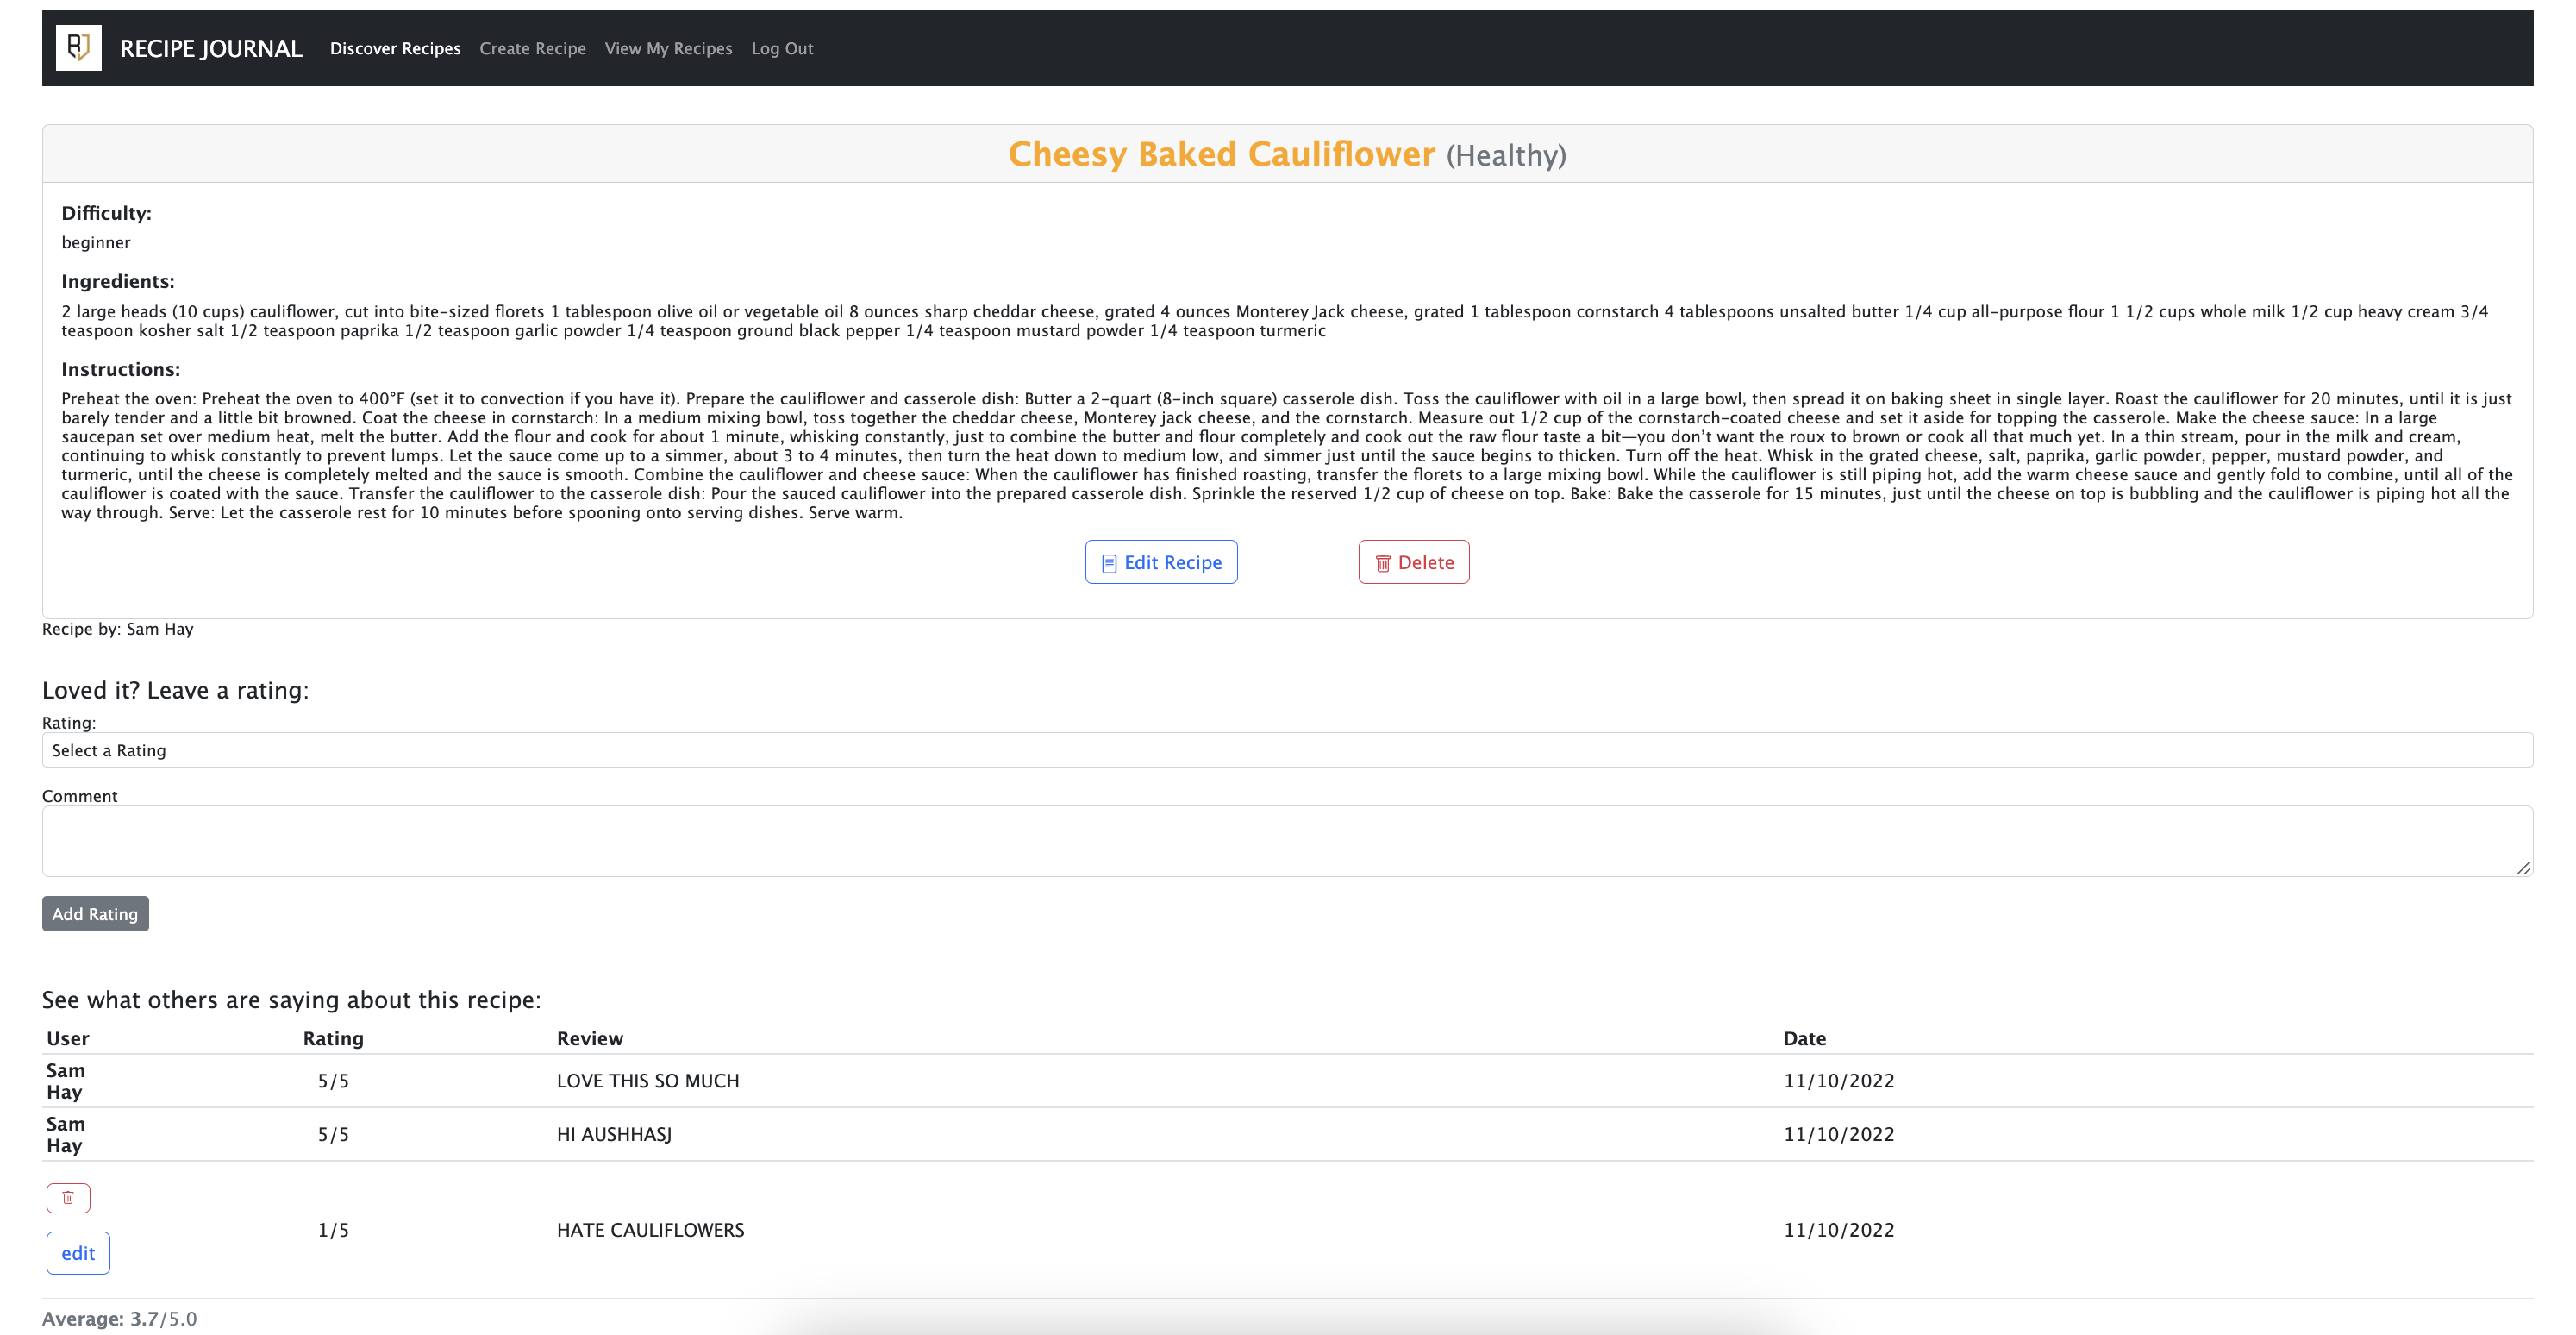 RJ RECIPE JOURNAL Discover Recipes Create Recipe View My Recipes Log Out
Cheesy Baked Cauliflower (Healthy)
Difficulty:
beginner
Ingredients:
2 large heads (10 cups) cauliflower, cut into bite-sized florets 1 tablespoon olive oil or vegetable oil 8 ounces sharp cheddar cheese, grated 4 ounces Monterey Jack cheese, grated 1 tablespoon cornstarch 4 tablespoons unsalted butter 1/4 cup all-purpose flour 1 1/2 cups whole milk 1/2 cup heavy cream 3/4
teaspoon kosher salt 1/2 teaspoon paprika 1/2 teaspoon garlic powder 1/4 teaspoon ground black pepper 1/4 teaspoon mustard powder 1/4 teaspoon turmeric
Instructions:
Preheat the oven: Preheat the oven to 400°F (set it to convection if you have it). Prepare the cauliflower and casserole dish: Butter a 2-quart (8-inch square) casserole dish. Toss the cauliflower with oil in a large bowl, then spread it on baking sheet in single layer. Roast the cauliflower for 20 minutes, until it is just
barely tender and a little bit browned. Coat the cheese in cornstarch: In a medium mixing bowl, toss together the cheddar cheese, Monterey jack cheese, and the cornstarch. Measure out 1/2 cup of the cornstarch-coated cheese and set it aside for topping the casserole. Make the cheese sauce: In a large
saucepan set over medium heat, melt the butter. Add the flour and cook for about 1 minute, whisking constantly, just to combine the butter and flour completely and cook out the raw flour taste a bit—you don’t want the roux to brown or cook all that much yet. In a thin stream, pour in the milk and cream,
continuing to whisk constantly to prevent lumps. Let the sauce come up to a simmer, about 3 to 4 minutes, then turn the heat down to medium low, and simmer just until the sauce begins to thicken. Turn off the heat. Whisk in the grated cheese, salt, paprika, garlic powder, pepper, mustard powder, and
turmeric, until the cheese is completely melted and the sauce is smooth. Combine the cauliflower and cheese sauce: When the cauliflower has finished roasting, transfer the florets to a large mixing bowl. While the cauliflower is still piping hot, add the warm cheese sauce and gently fold to combine, until all of the
cauliflower is coated with the sauce. Transfer the cauliflower to the casserole dish: Pour the sauced cauliflower into the prepared casserole dish. Sprinkle the reserved 1/2 cup of cheese on top. Bake: Bake the casserole for 15 minutes, just until the cheese on top is bubbling and the cauliflower is piping hot all the
way through. Serve: Let the casserole rest for 10 minutes before spooning onto serving dishes. Serve warm.
Edit Recipe Delete
Recipe by: Sam Hay
Loved it? Leave a rating:
Rating:
Select a Rating
Comment
Add Rating
See what others are saying about this recipe:
User Rating Review Date
Sam
Hay 5/5 LOVE THIS SO MUCH 11/10/2022
Sam
Hay 5/5 HI AUSHHASJ 11/10/2022
1/5 HATE CAULIFLOWERS 11/10/2022
edit
Average: 3.7/5.0